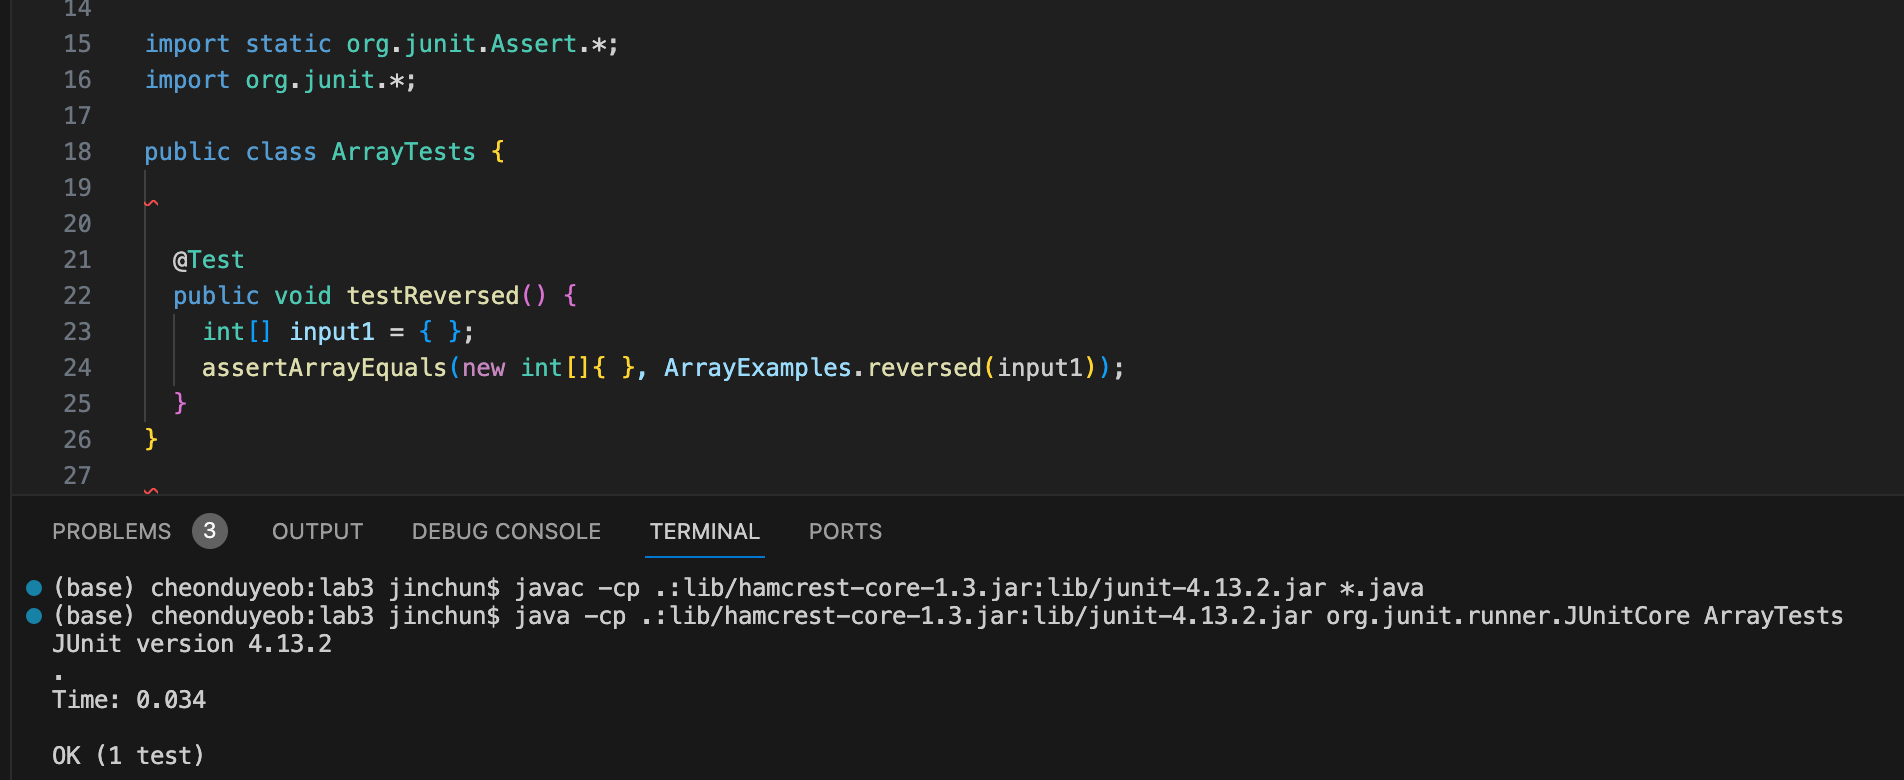 14
15 import static org.junit.Assert.*;
16 import org.junit.*;
17
18 public class ArrayTests {
19
20
21 @Test
22 public void testReversed() {
23 int[] input1 = { };
24 assertArrayEquals(new int[]{ }, ArrayExamples.reversed(input1));
25 }
26 }
27
PROBLEMS 3 OUTPUT DEBUG CONSOLE TERMINAL PORTS
(base) cheonduyeob:lab3 jinchun$ javac -cp .:lib/hamcrest-core-1.3.jar:lib/junit-4.13.2.jar *.java
(base) cheonduyeob:lab3 jinchun$ java -cp .:lib/hamcrest-core-1.3.jar:lib/junit-4.13.2.jar org.junit.runner.JUnitCore ArrayTests
JUnit version 4.13.2
.
Time: 0.034
OK (1 test)